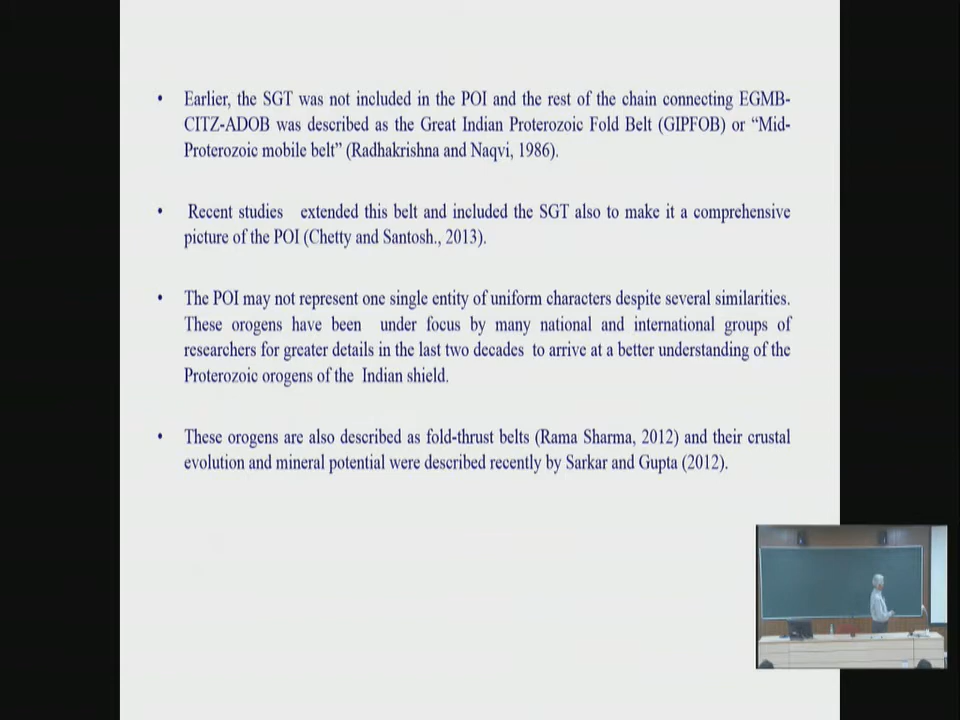 • Earlier, the SGT was not included in the POI and the rest of the chain connecting EGMB-
CITZ-ADOB was described as the Great Indian Proterozoic Fold Belt (GIPFOB) or “Mid-
Proterozoic mobile belt” (Radhakrishna and Naqvi, 1986).
• Recent studies extended this belt and included the SGT also to make it a comprehensive
picture of the POI (Chetty and Santosh., 2013).
• The POI may not represent one single entity of uniform characters despite several similarities.
These orogens have been under focus by many national and international groups of
researchers for greater details in the last two decades to arrive at a better understanding of the
Proterozoic orogens of the Indian shield.
• These orogens are also described as fold-thrust belts (Rama Sharma, 2012) and their crustal
evolution and mineral potential were described recently by Sarkar and Gupta (2012).